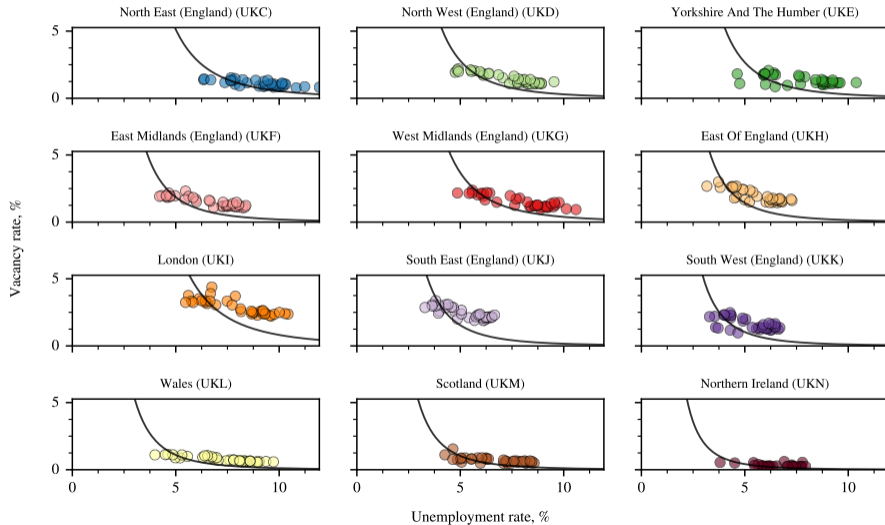 North East (England) (UKC) North West (England) (UKD) Yorkshire And The Humber (UKE)
5
0
East Midlands (England) (UKF) West Midlands (England) (UKG) East Of England (UKH)
5
0
London (UKI) South East (England) (UKJ) South West (England) (UKK)
5
0
Wales (UKL) Scotland (UKM) Northern Ireland (UKN)
5
0
0 5 10 0 5 10 0 5 10
Vacancy rate, %
Unemployment rate, %